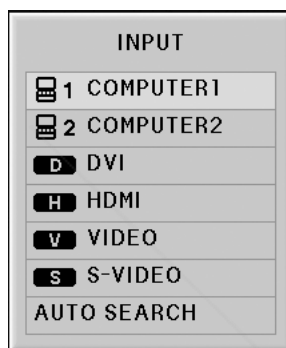 INPUT
1 COMPUTER1
2 COMPUTER2
D DVI
H HDMI
V VIDEO
S S-VIDEO
AUTO SEARCH